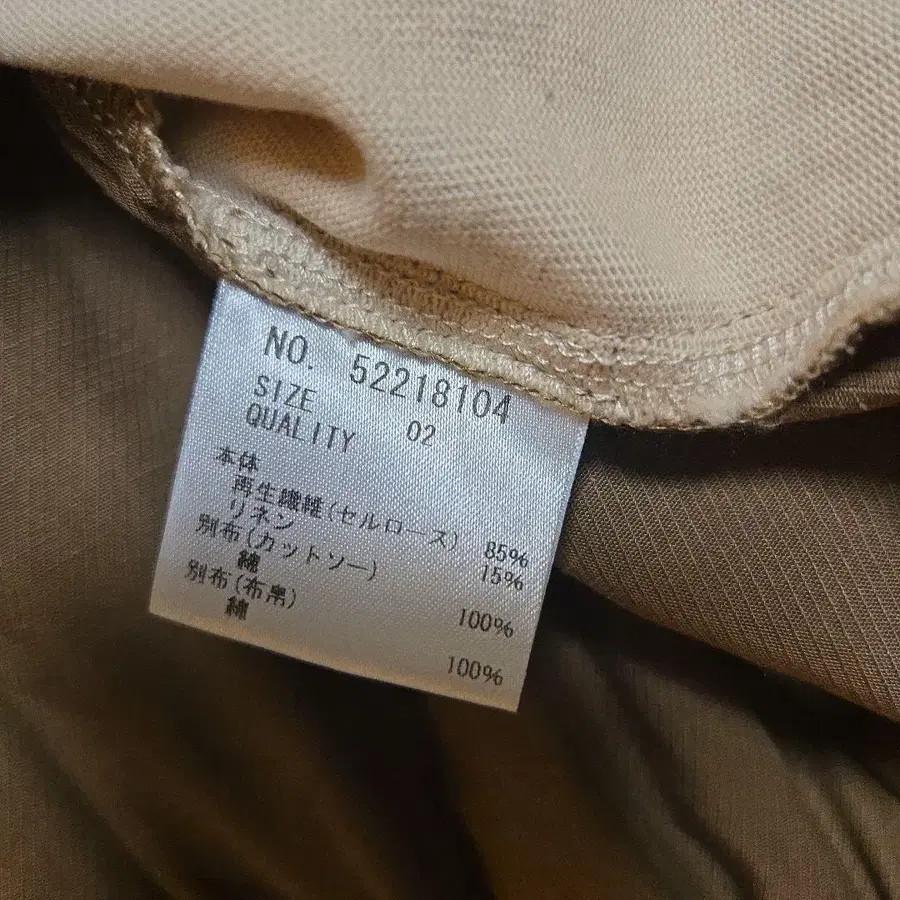 NO. 52218104
SIZE 02
QUALITY
本体
再生繊維(セルロース) 85%
リネン 15%
別布(カットソー)
綿 100%
別布(布帛)
綿 100%